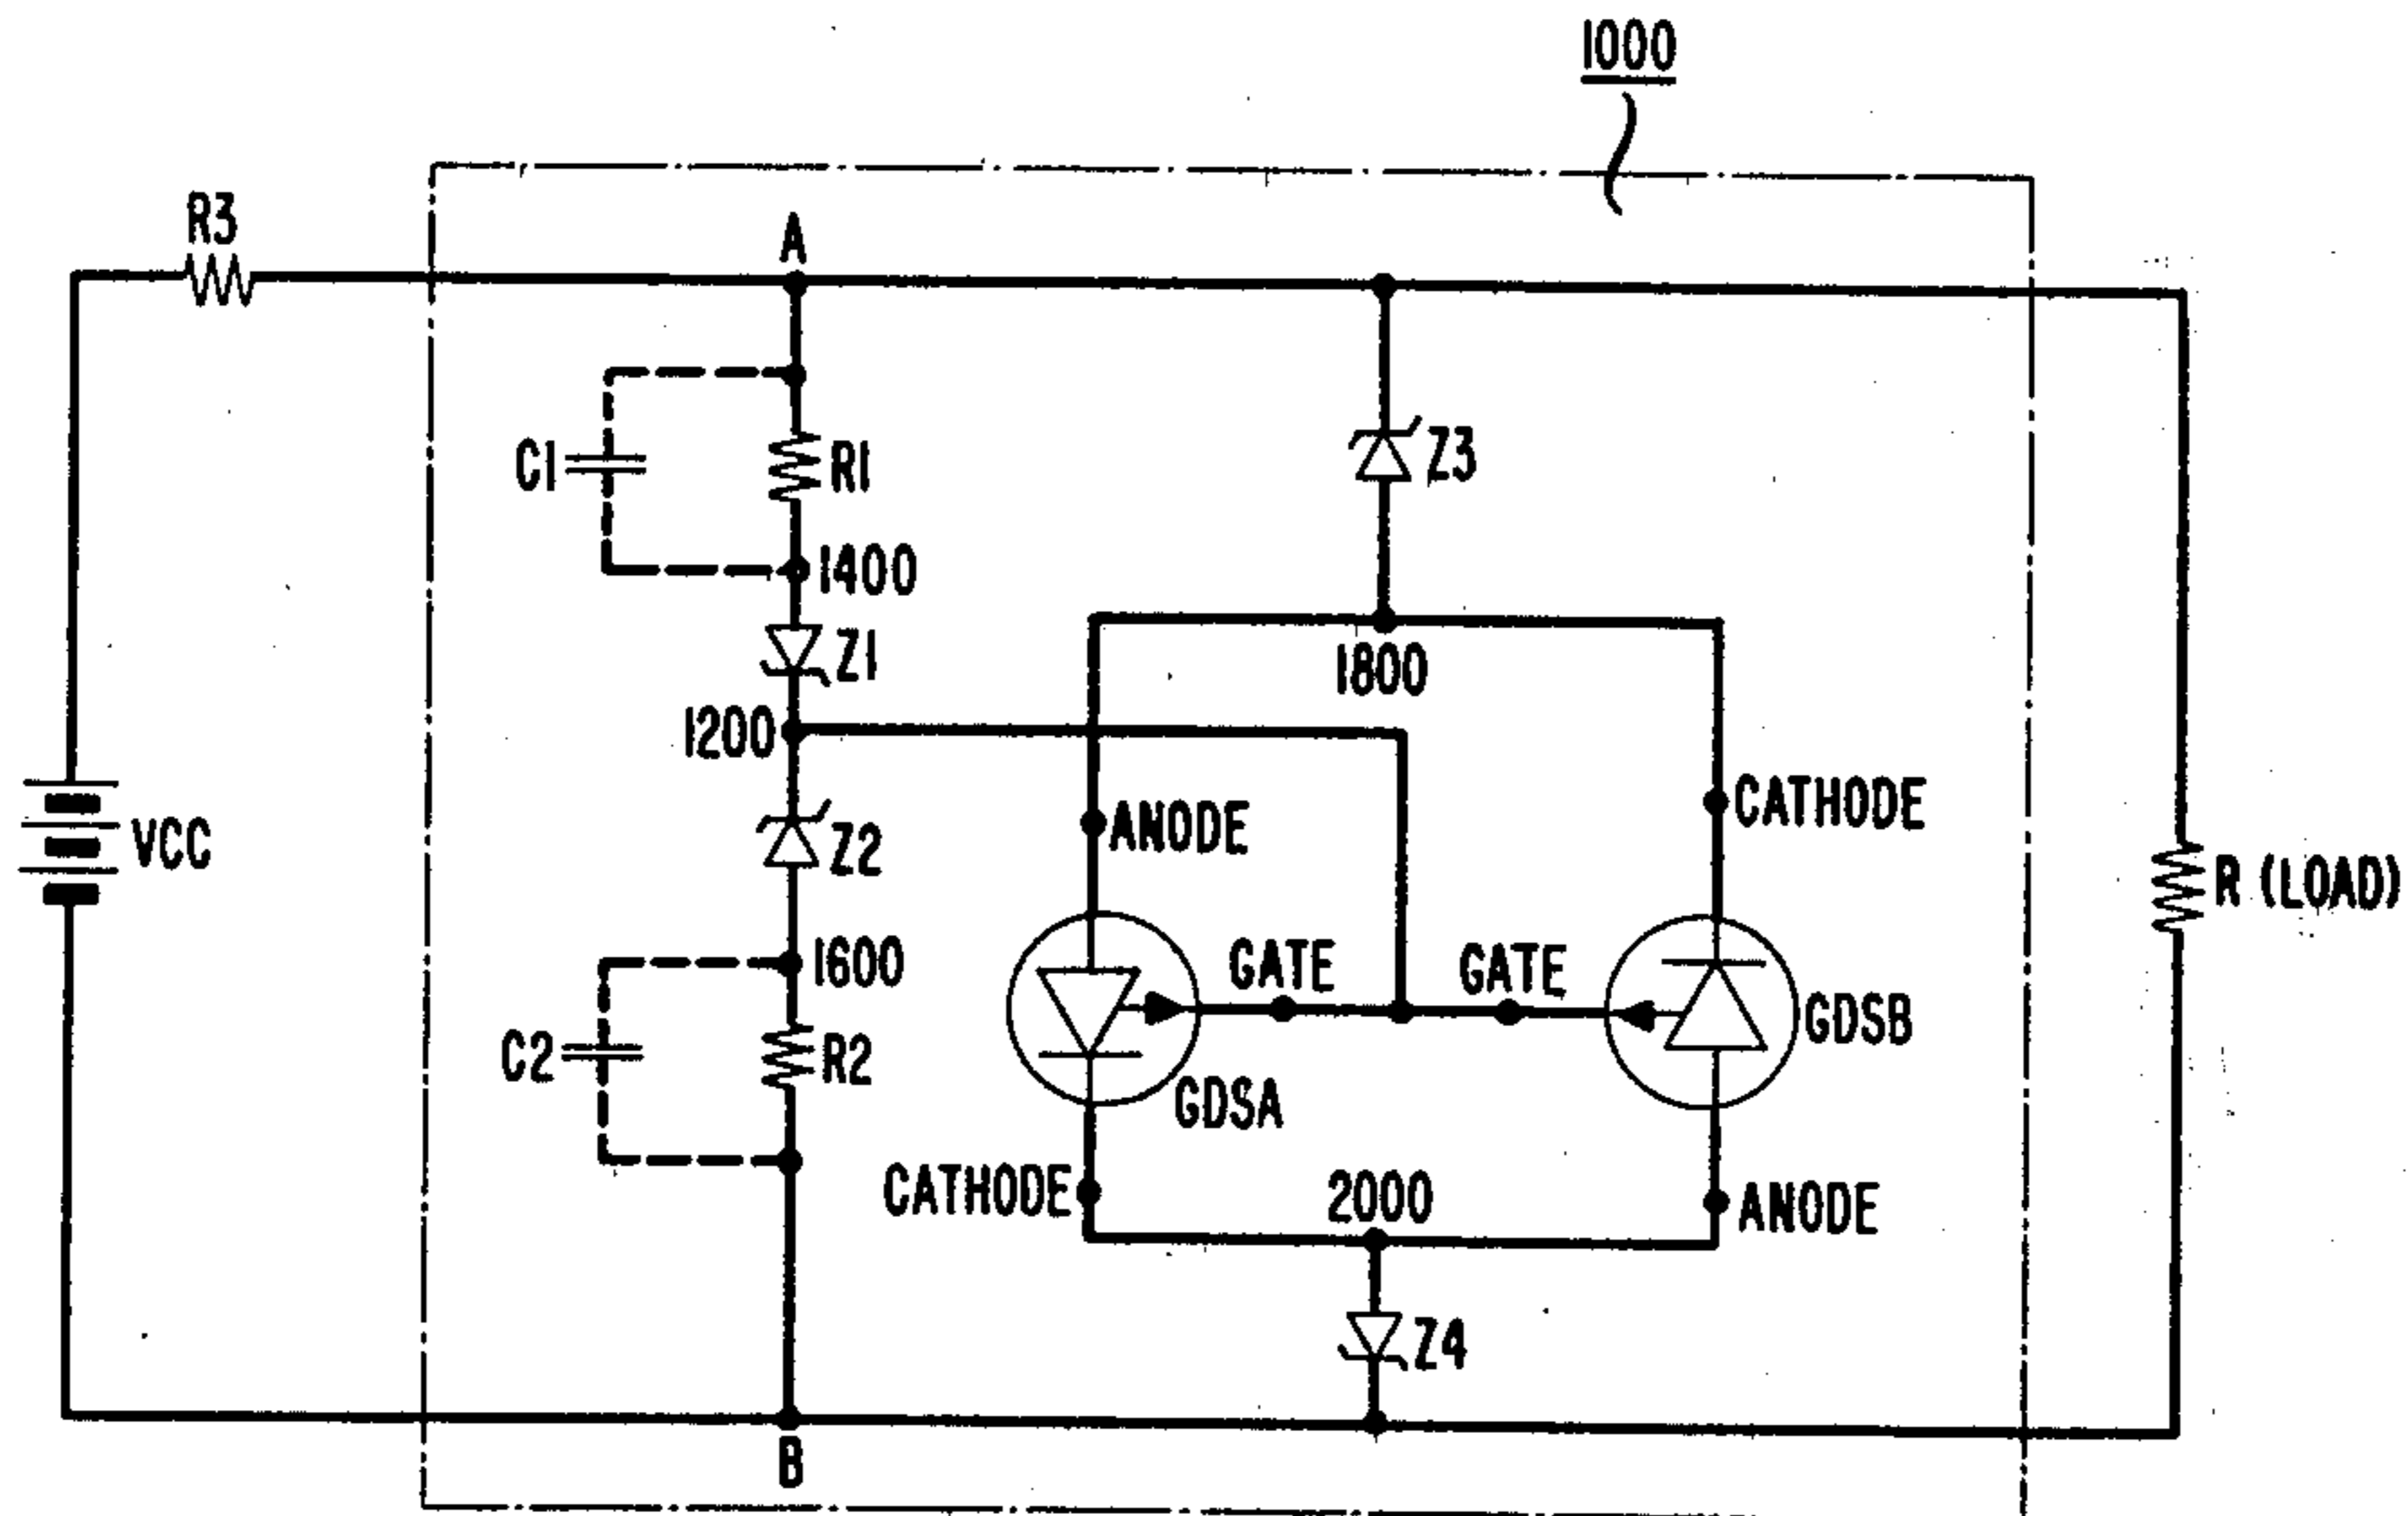 1000
R3
A
C1
R1
1400
Z1
1200
Z2
1600
C2
R2
B
VCC
Z3
1800
ANODE
CATHODE
GATE
GATE
GDSA
GDSB
CATHODE
2000
ANODE
Z4
R (LOAD)